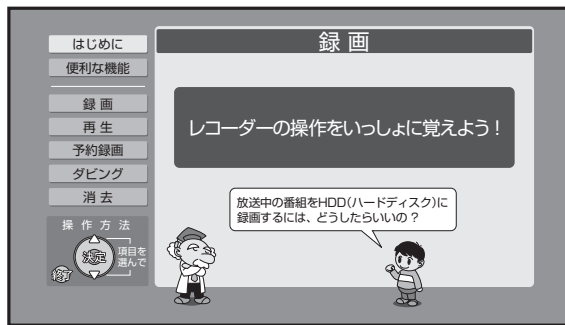 はじめに
便利な機能
録 画
再 生
予約録画
ダビング
消 去
操 作 方 法
決定
項目を
選んで
終了
録 画
レコーダーの操作をいっしょに覚えよう!
放送中の番組をHDD(ハードディスク)に
録画するには、どうしたらいいの?